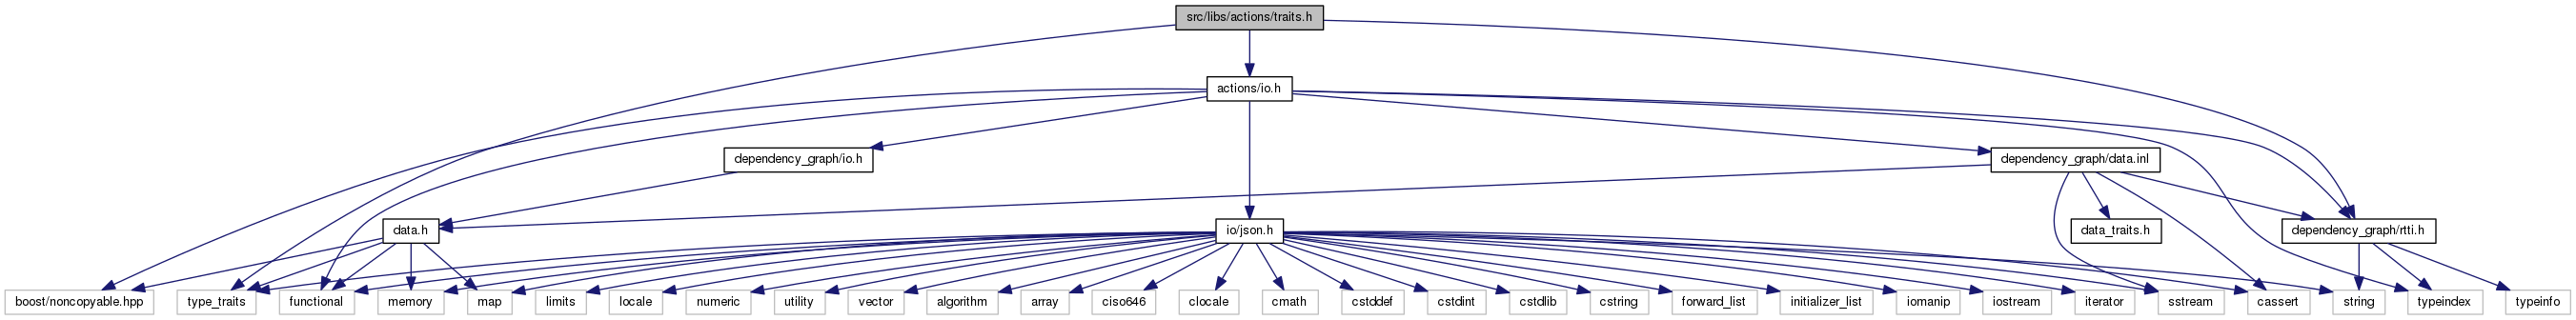 src/libs/actions/traits.h
actions/io.h
dependency_graph/io.h
dependency_graph/data.inl
data.h
io/json.h
data_traits.h
dependency_graph/rtti.h
boost/noncopyable.hpp
type_traits
functional
memory
map
limits
locale
numeric
utility
vector
algorithm
array
ciso646
clocale
cmath
cstddef
cstdint
cstdlib
cstring
forward_list
initializer_list
iomanip
iostream
iterator
sstream
cassert
string
typeindex
typeinfo